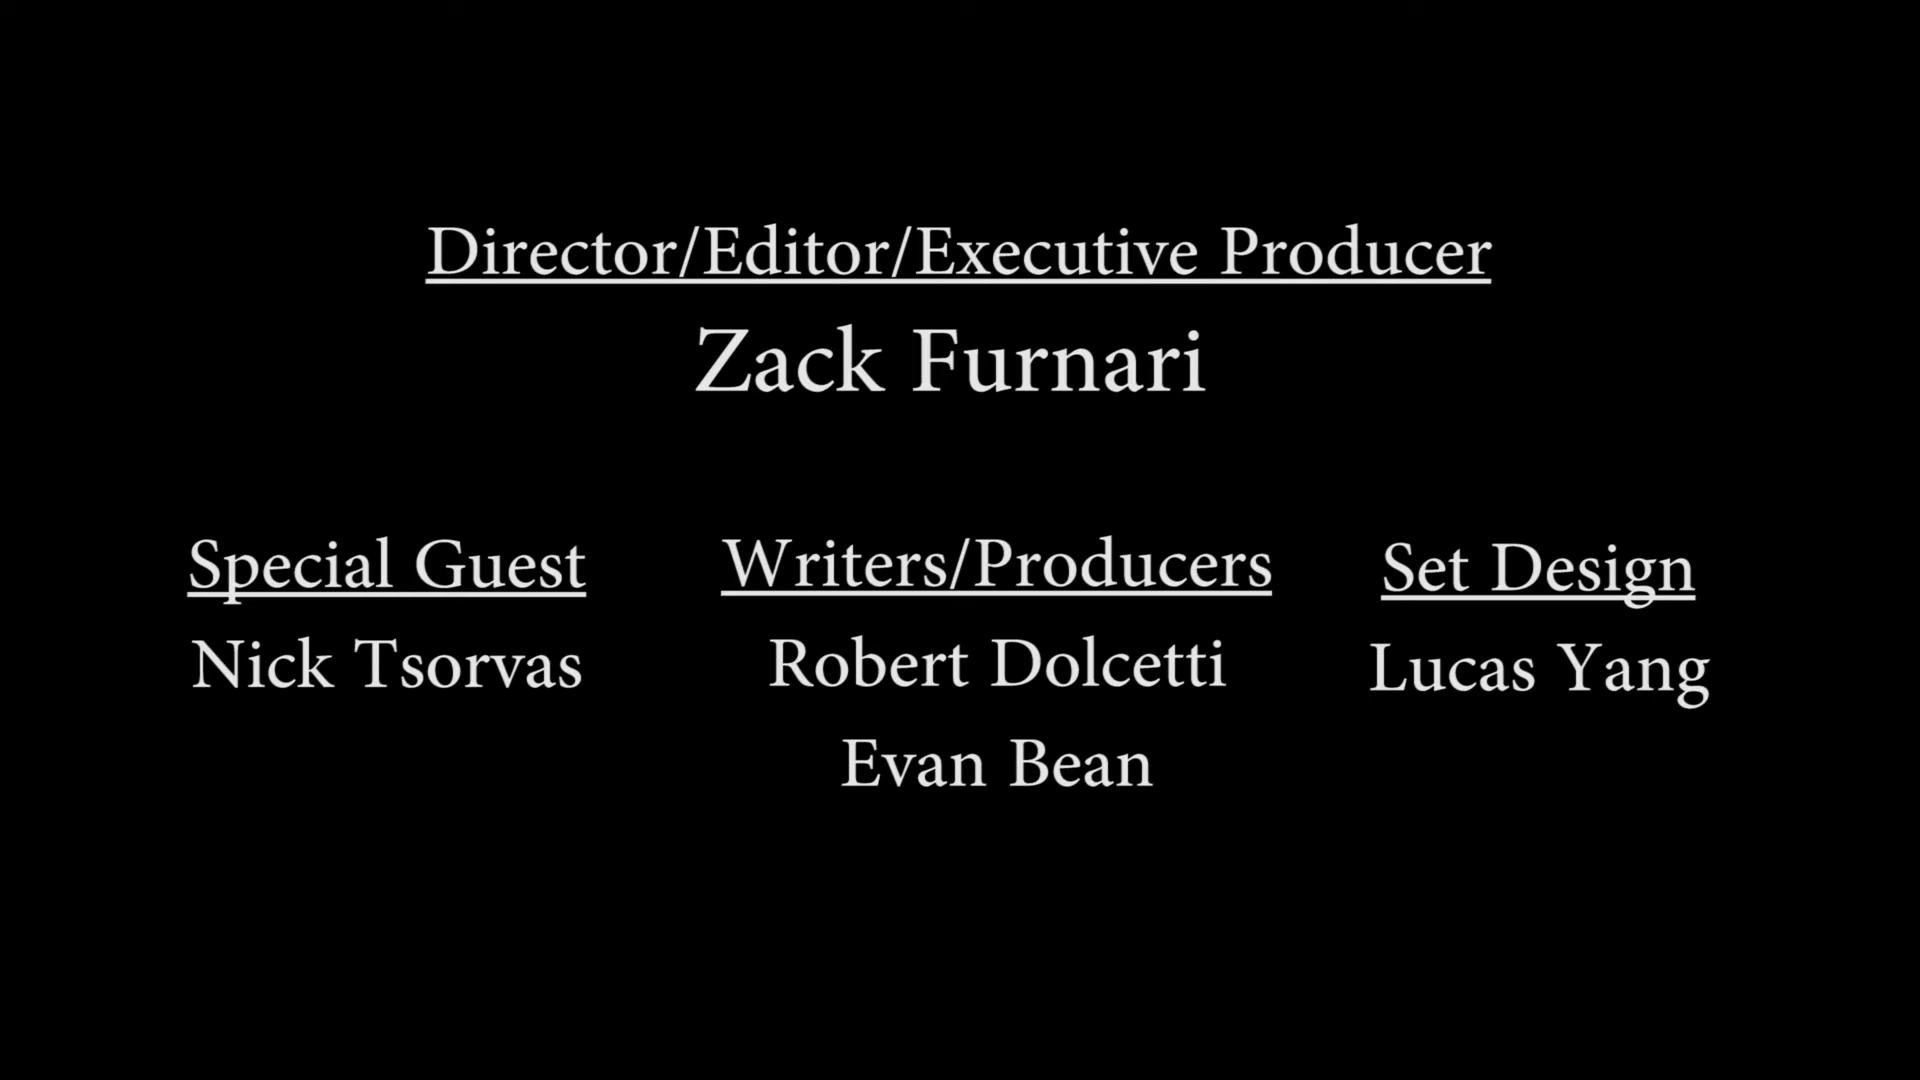 Director/Editor/Executive Producer
Zack Furnari
Special Guest
Nick Tsorvas
Writers/Producers
Robert Dolcetti
Evan Bean
Set Design
Lucas Yang